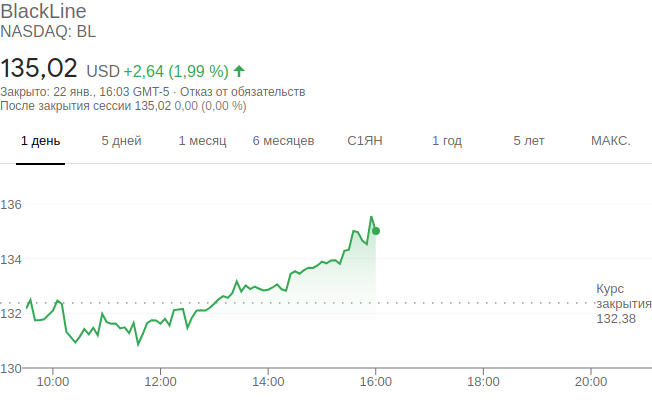 BlackLine
NASDAQ: BL
135,02 USD +2,64 (1,99 %)
Закрыто: 22 янв., 16:03 GMT-5 · Отказ от обязательств
После закрытия сессии 135,02 0,00 (0,00 %)
1 день 5 дней 1 месяц 6 месяцев С1ЯН 1 год 5 лет МАКС.
136
134
Курс
закрытия
132,38
132
130
10:00 12:00 14:00 16:00 18:00 20:00